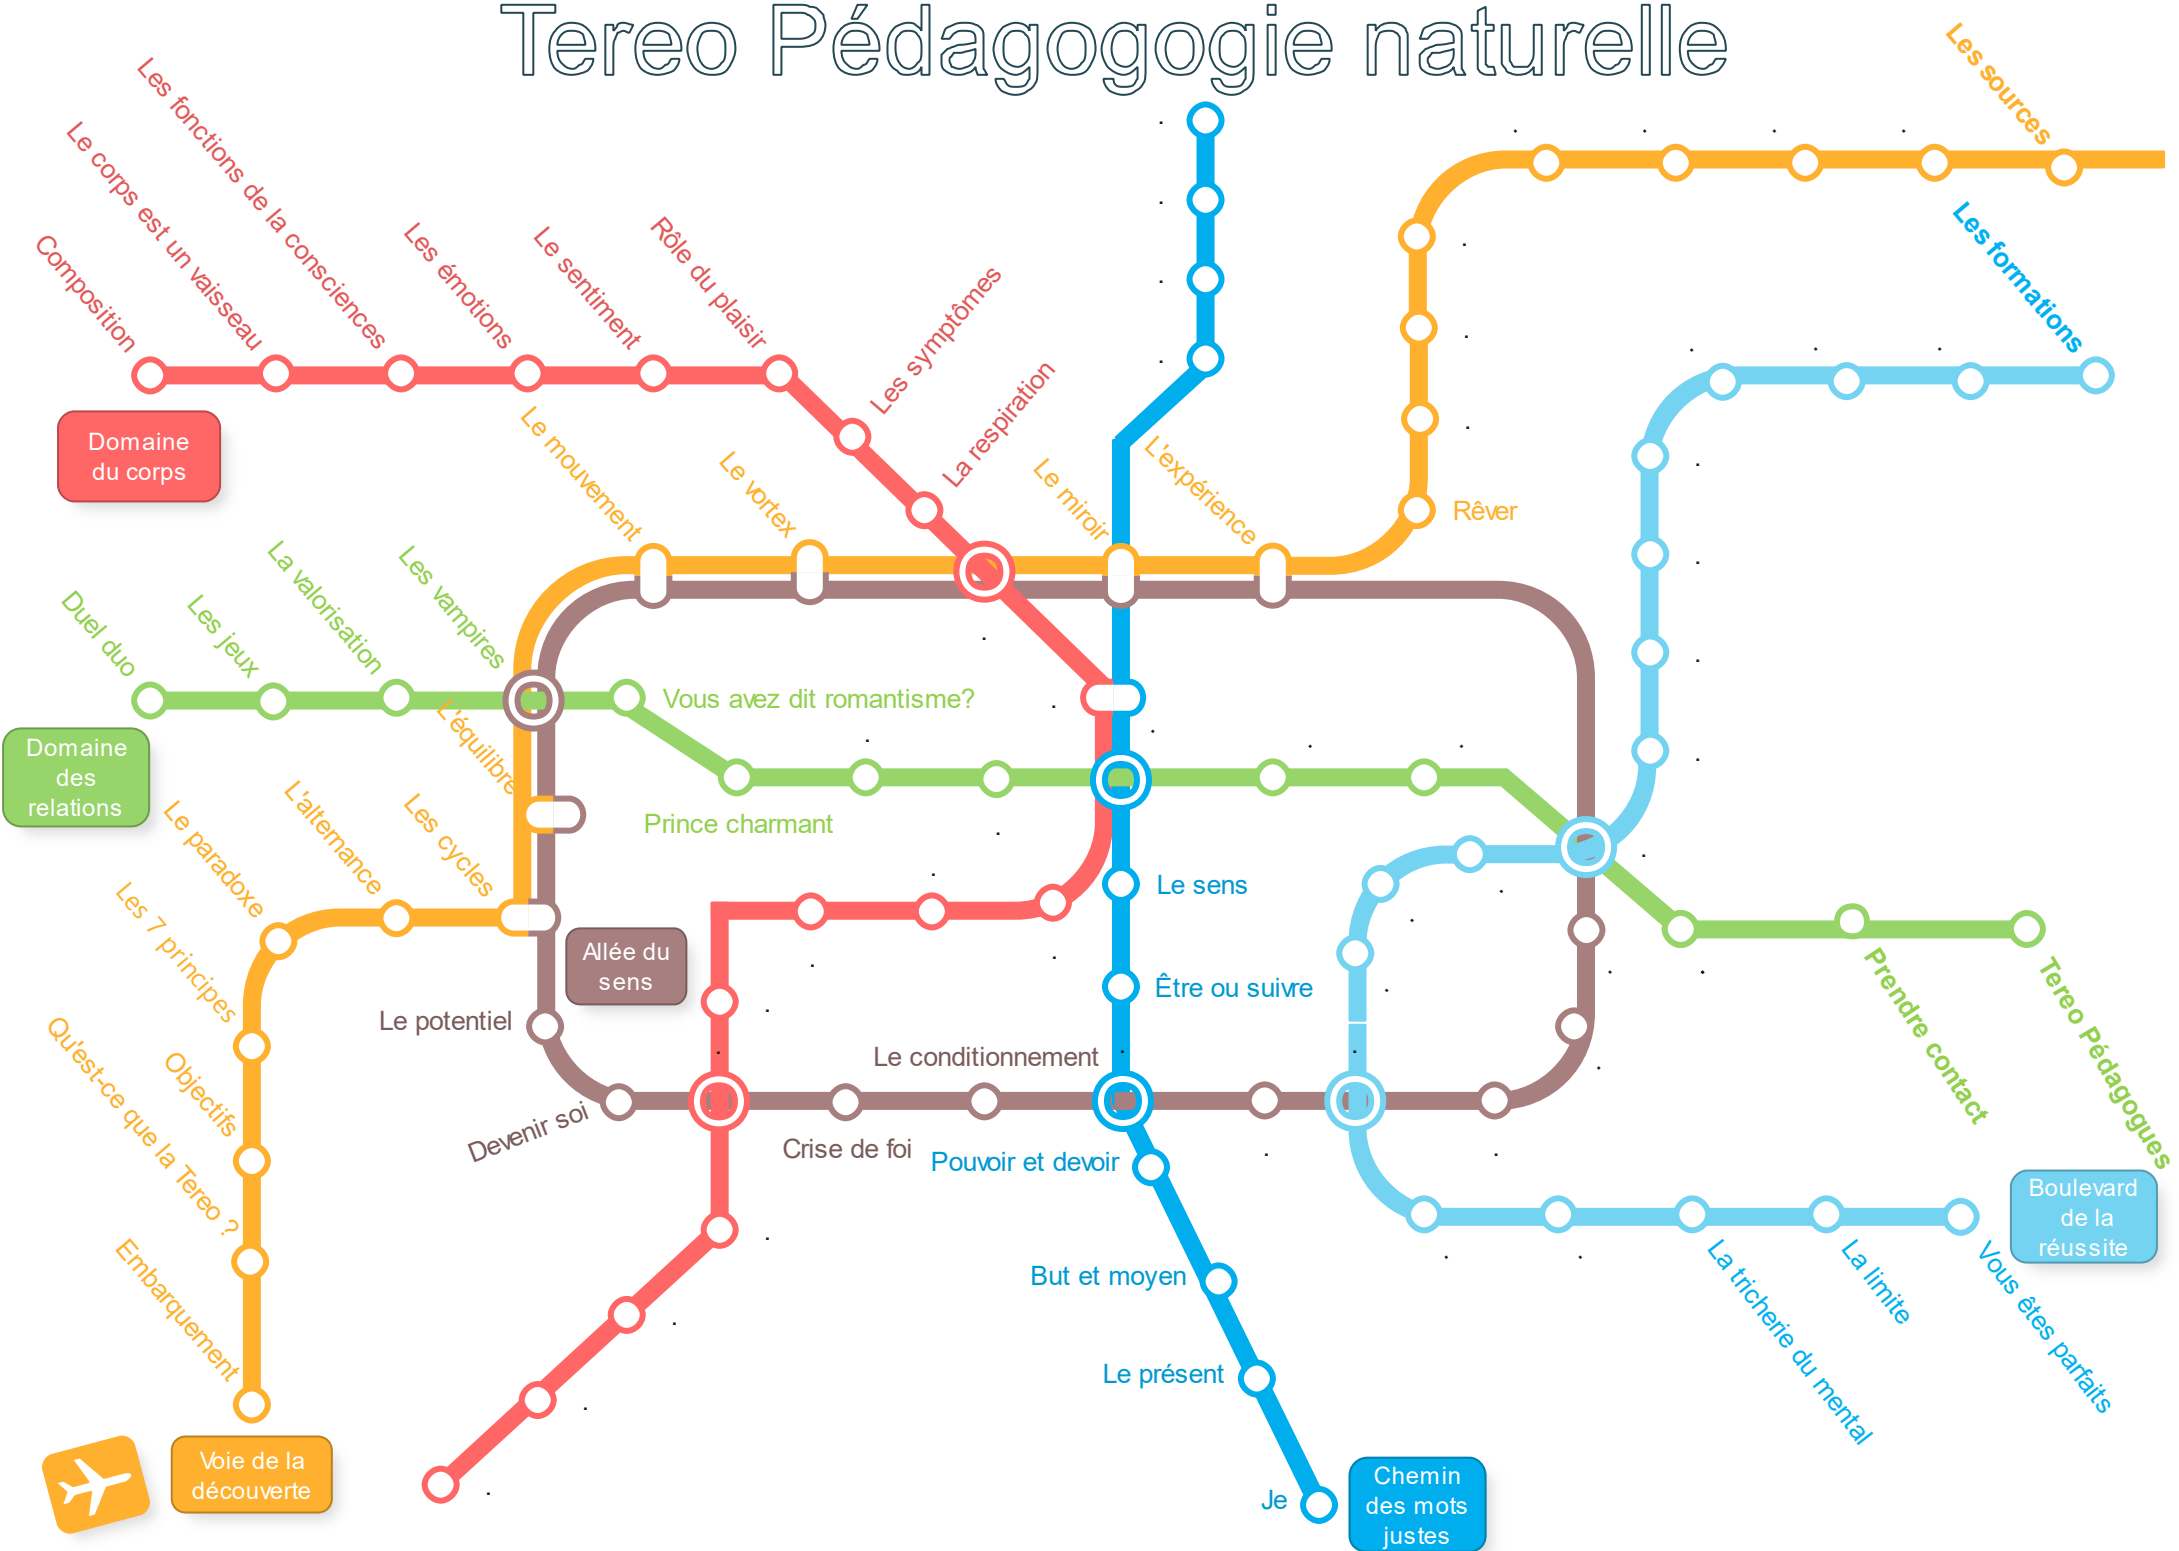 Tereo Pédagogogie naturelle
Les sources
Les fonctions de la consciences
Le corps est un vaisseau
Composition
Les émotions
Le sentiment
Rôle du plaisir
Les symptômes
La respiration
Les formations
Domaine
du corps
Le mouvement
Le vortex
Le miroir
L'expérience
Rêver
Duel duo
Les jeux
La valorisation
Les vampires
Vous avez dit romantisme?
Domaine
des
relations
L'équilibre
Prince charmant
Le paradoxe
L'alternance
Les cycles
Les 7 principes
Le sens
Être ou suivre
Allée du
sens
Le potentiel
Le conditionnement
Prendre contact
Tereo Pédagogues
Qu'est-ce que la Tereo ?
Objectifs
Devenir soi
Crise de foi
Pouvoir et devoir
Boulevard
de la
réussite
Embarquement
But et moyen
La tricherie du mental
La limite
Vous êtes parfaits
Le présent
Voie de la
découverte
Je
Chemin
des mots
justes